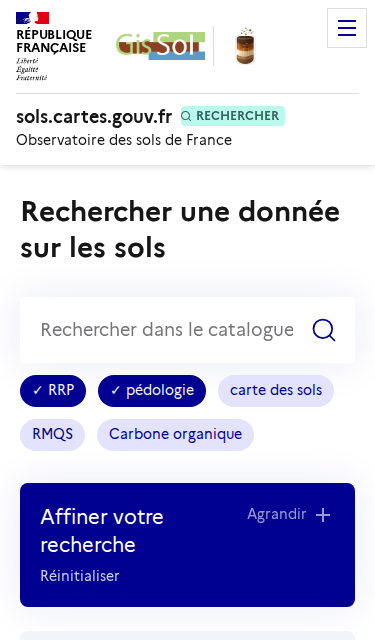 RÉPUBLIQUE
FRANÇAISE
Liberté
Égalité
Fraternité
Gis Sol
sols.cartes.gouv.fr RECHERCHER
Observatoire des sols de France
Rechercher une donnée
sur les sols
Rechercher dans le catalogue
✓ RRP ✓ pédologie carte des sols
RMQS Carbone organique
Affiner votre
recherche
Agrandir +
Réinitialiser